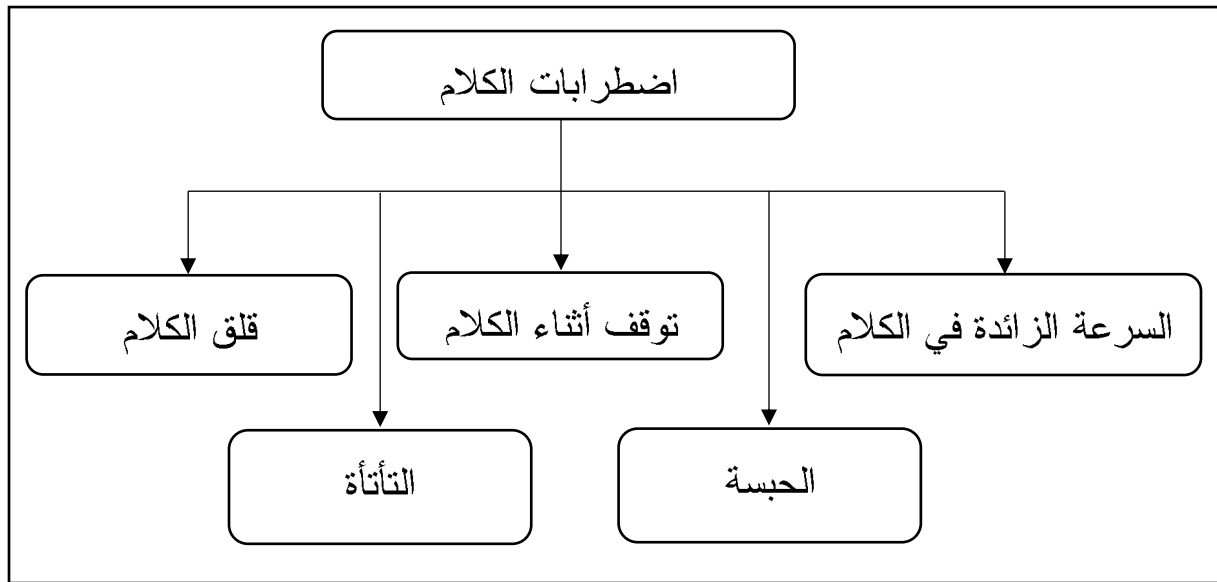 اضطرابات الكلام
السرعة الزائدة في الكلام
توقف أثناء الكلام
قلق الكلام
الحبسة
التأتأة